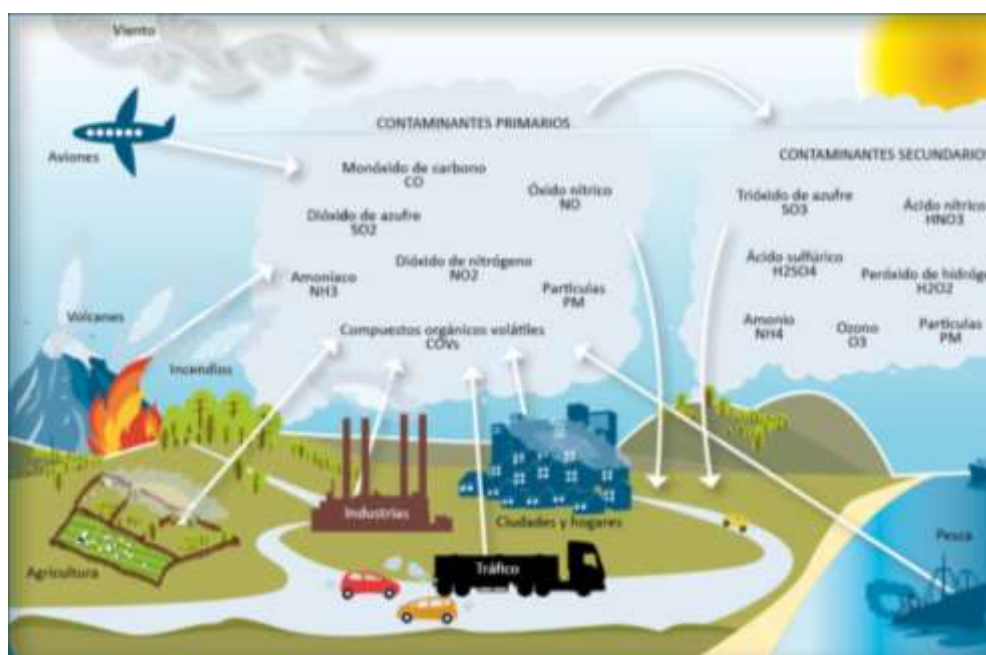 Viento
CONTAMINANTES PRIMARIOS
Aviones
Monóxido de carbono
CO
Óxido nítrico
NO
Dióxido de azufre
SO2
Dióxido de nitrógeno
NO2
Amoníaco
NH3
Partículas
PM
Compuestos orgánicos volátiles
COVs
CONTAMINANTES SECUNDARIOS
Trióxido de azufre
SO3
Ácido nítrico
HNO3
Ácido sulfúrico
H2SO4
Peróxido de hidróge
H2O2
Amonio
NH4
Ozono
O3
Partículas
PM
Volcanes
Incendios
Industrias
Ciudades y hogares
Agricultura
Tráfico
Pesca